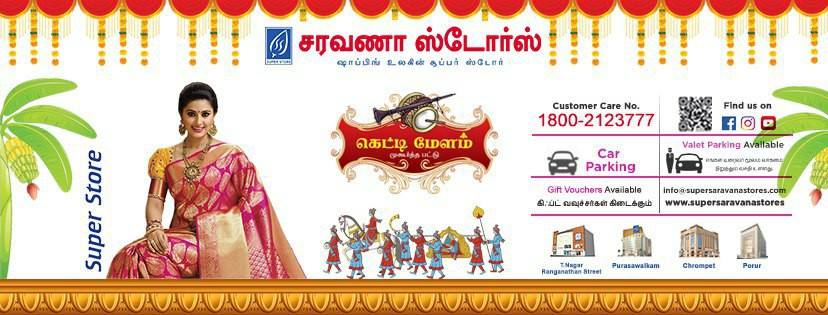 சரவணா ஸ்டோர்ஸ்
SUPER STORE
ஷாப்பிங் உலகின் சூப்பர் ஸ்டோர்
Super Store
கெட்டி மேளம்
முகூர்த்த பட்டு
Customer Care No.
1800-2123777
Find us on
Car
Parking
Valet Parking Available
Gift Vouchers Available
கிஃப்ட் வவுச்சர்கள் கிடைக்கும்
info@supersaravanastores.com
www.supersaravanastores
T.Nagar
Ranganathan Street
Purasawalkam
Chrompet
Porur